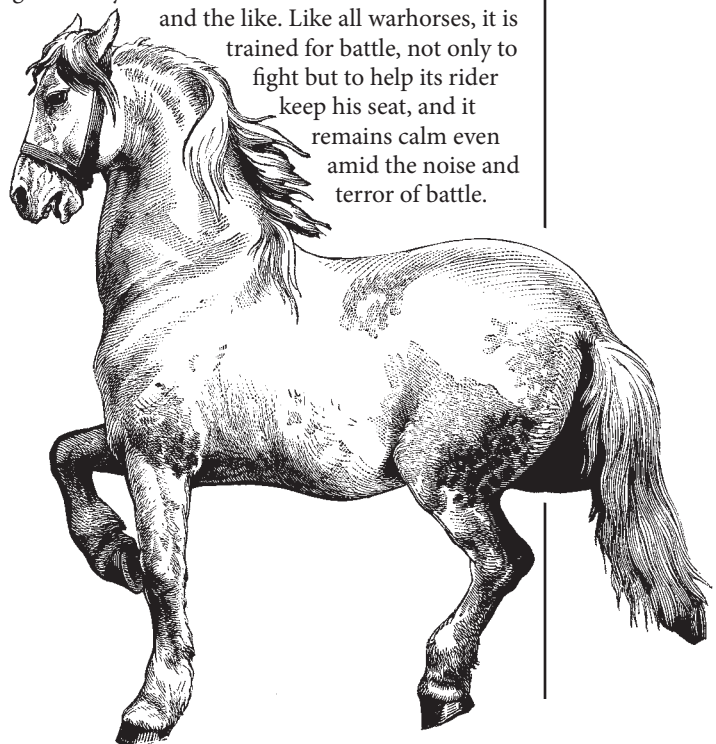 and the like. Like all warhorses, it is
trained for battle, not only to
fight but to help its rider
keep his seat, and it
remains calm even
amid the noise and
terror of battle.